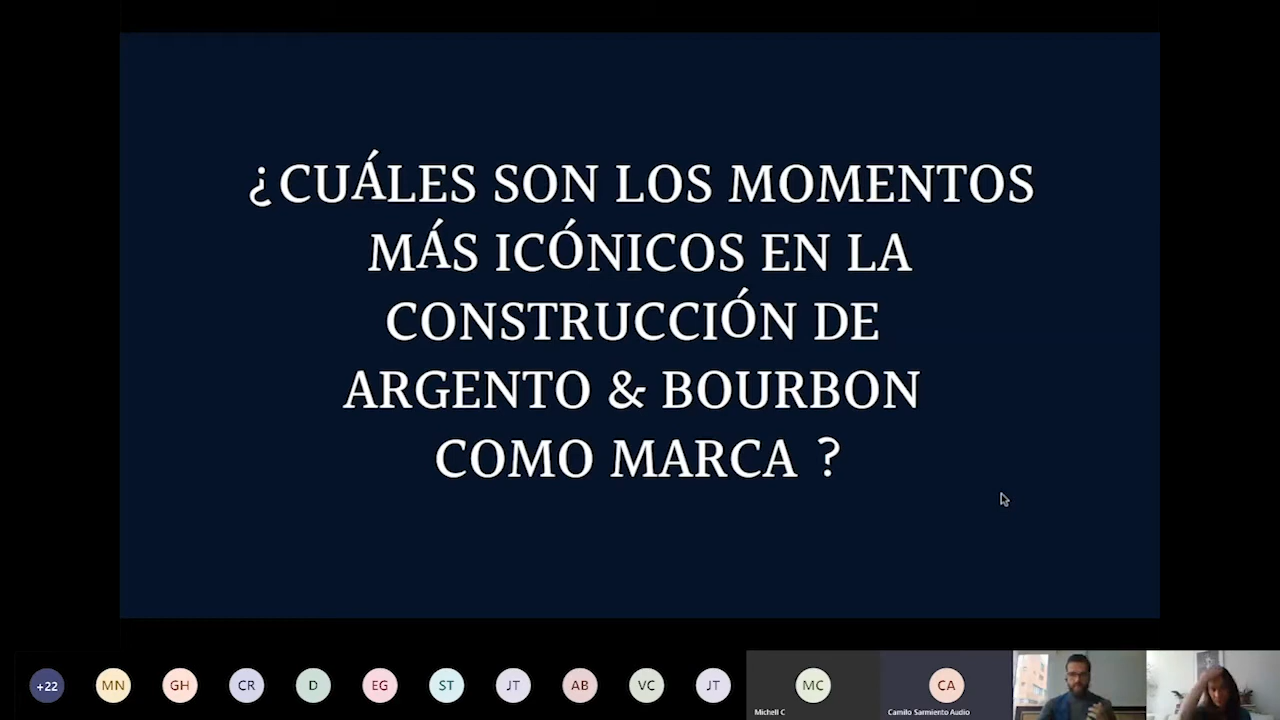 ¿CUÁLES SON LOS MOMENTOS
MÁS ICÓNICOS EN LA
CONSTRUCCIÓN DE
ARGENTO & BOURBON
COMO MARCA ?
+22
MN
GH
CR
D
EG
ST
JT
AB
VC
JT
MC
CA
Michell C
Camilo Sarmiento Audio